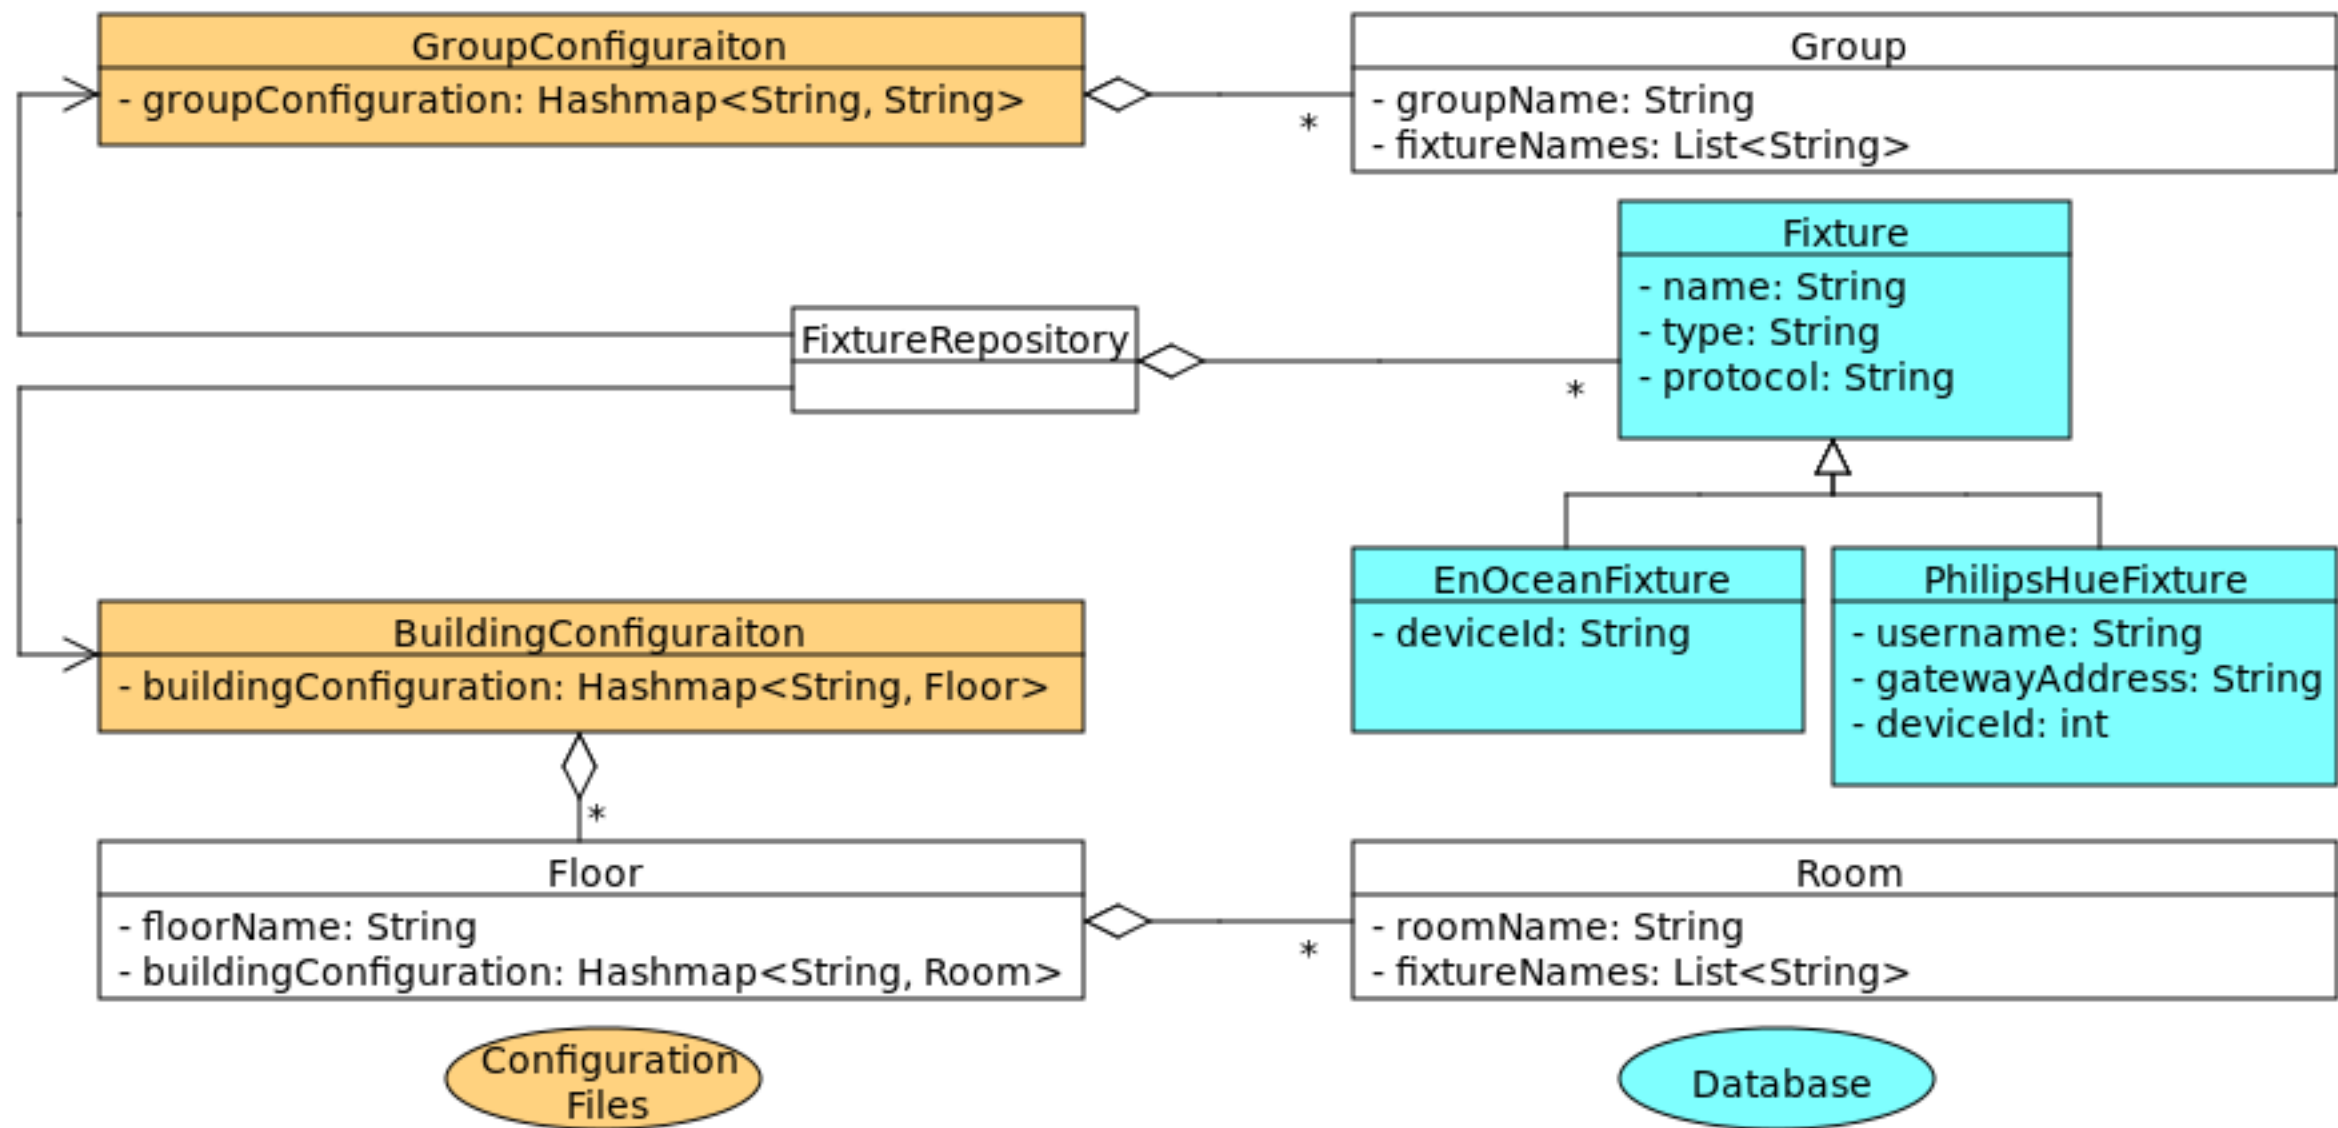 GroupConfiguraiton
- groupConfiguration: Hashmap<String, String>
*
Group
- groupName: String
- fixtureNames: List<String>
FixtureRepository
*
Fixture
- name: String
- type: String
- protocol: String
EnOceanFixture
- deviceId: String
PhilipsHueFixture
- username: String
- gatewayAddress: String
- deviceId: int
BuildingConfiguraiton
- buildingConfiguration: Hashmap<String, Floor>
*
Floor
- floorName: String
- buildingConfiguration: Hashmap<String, Room>
*
Room
- roomName: String
- fixtureNames: List<String>
Configuration
Files
Database